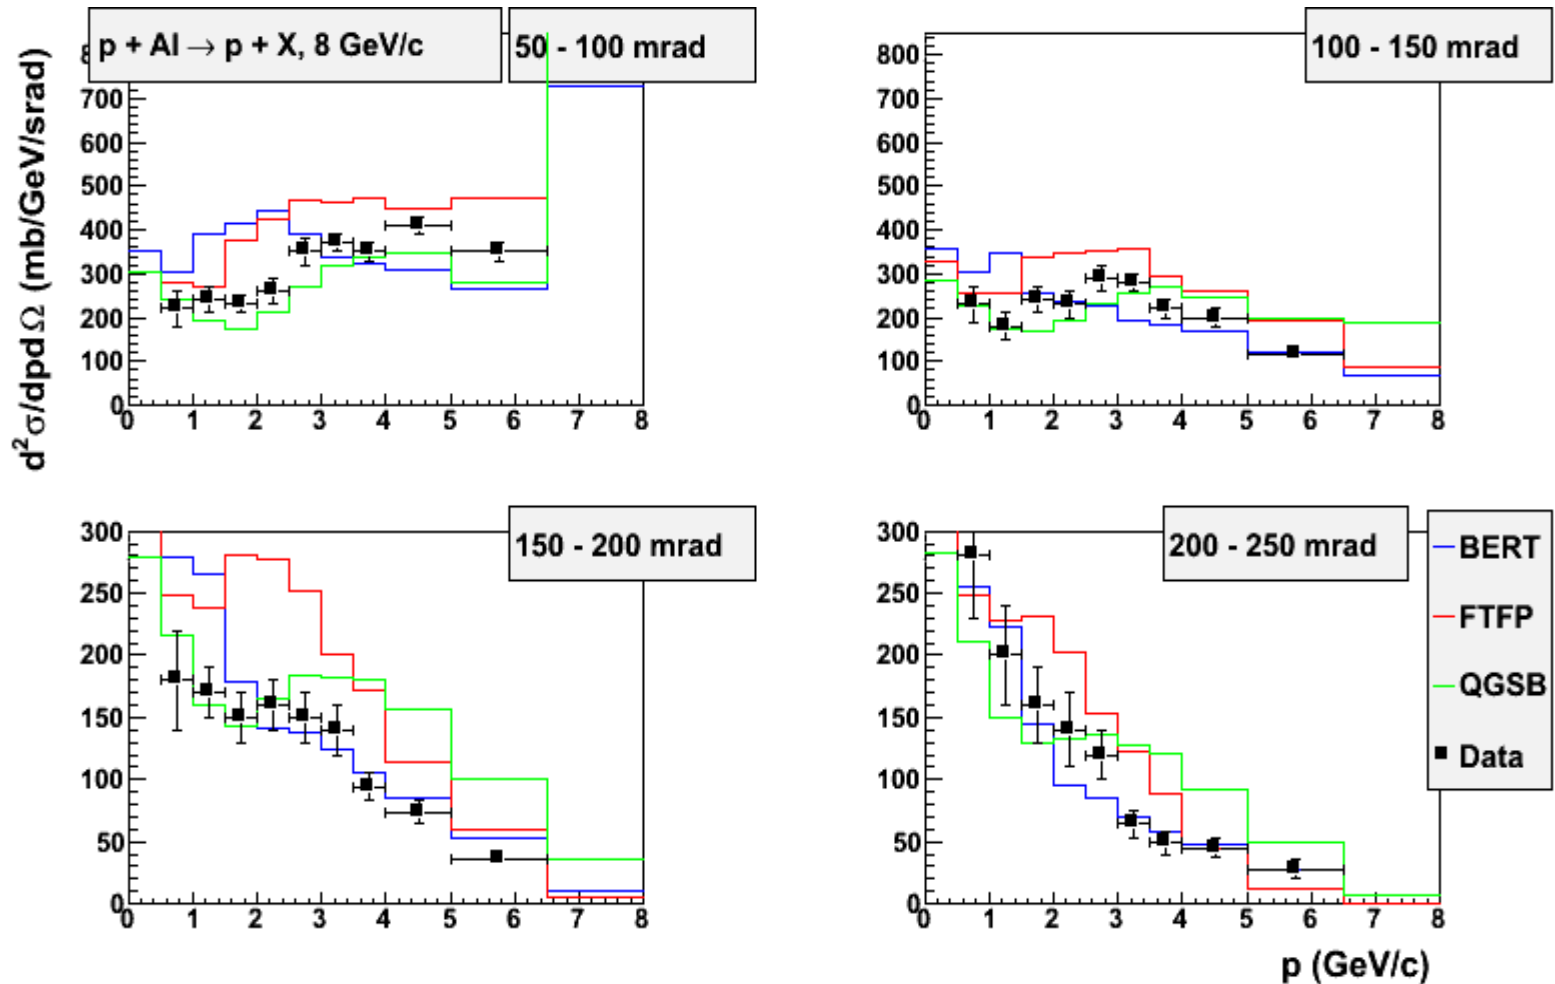 p + Al → p + X, 8 GeV/c
50 - 100 mrad
100 - 150 mrad
d²σ/dpdΩ (mb/GeV/srad)
8
700
600
500
400
300
200
100
0
0 1 2 3 4 5 6 7 8
800
700
600
500
400
300
200
100
0
0 1 2 3 4 5 6 7 8
150 - 200 mrad
300
250
200
150
100
50
0
0 1 2 3 4 5 6 7 8
200 - 250 mrad
300
250
200
150
100
50
0
0 1 2 3 4 5 6 7 8
BERT
FTFP
QGSB
Data
p (GeV/c)